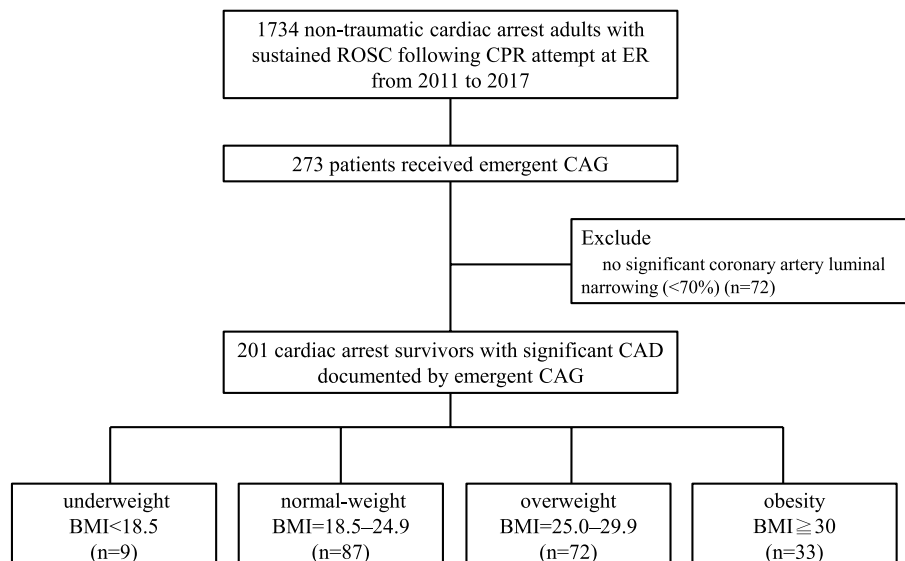 1734 non-traumatic cardiac arrest adults with
sustained ROSC following CPR attempt at ER
from 2011 to 2017
273 patients received emergent CAG
Exclude
no significant coronary artery luminal
narrowing (<70%) (n=72)
201 cardiac arrest survivors with significant CAD
documented by emergent CAG
underweight
BMI<18.5
(n=9)
normal-weight
BMI=18.5–24.9
(n=87)
overweight
BMI=25.0–29.9
(n=72)
obesity
BMI≧30
(n=33)